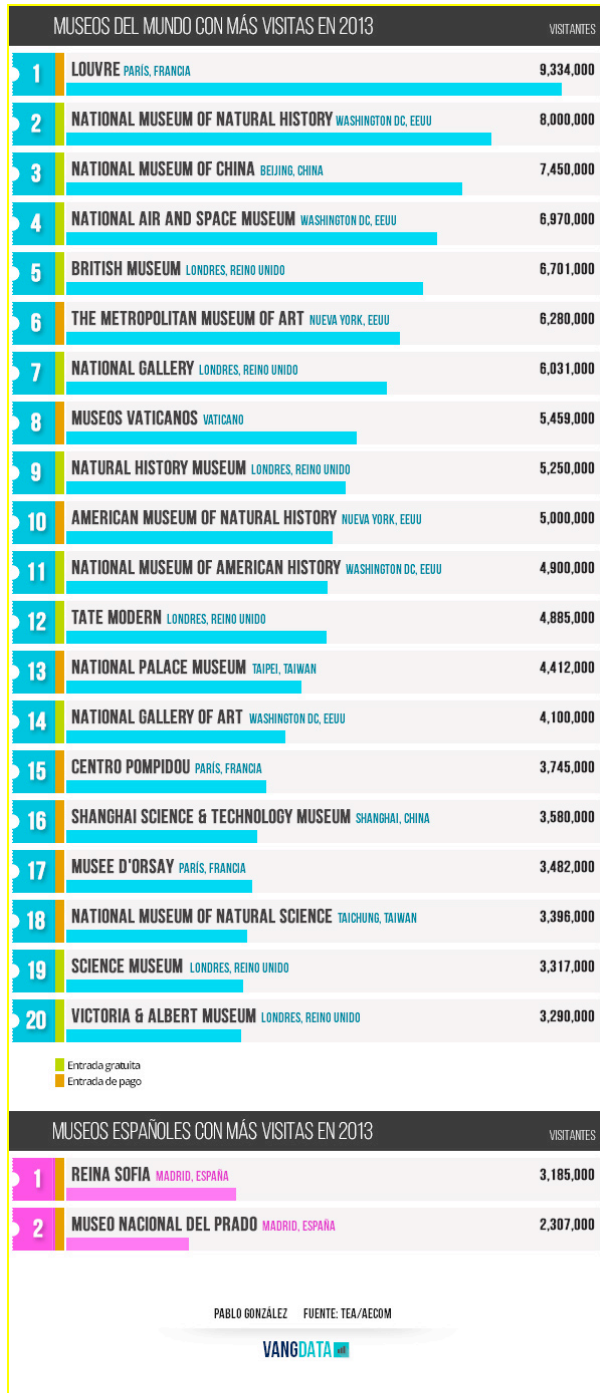 MUSEOS DEL MUNDO CON MÁS VISITAS EN 2013 VISITANTES
1 LOUVRE PARÍS, FRANCIA 9,334,000
2 NATIONAL MUSEUM OF NATURAL HISTORY WASHINGTON DC, EEUU 8,000,000
3 NATIONAL MUSEUM OF CHINA BEIJING, CHINA 7,450,000
4 NATIONAL AIR AND SPACE MUSEUM WASHINGTON DC, EEUU 6,970,000
5 BRITISH MUSEUM LONDRES, REINO UNIDO 6,701,000
6 THE METROPOLITAN MUSEUM OF ART NUEVA YORK, EEUU 6,280,000
7 NATIONAL GALLERY LONDRES, REINO UNIDO 6,031,000
8 MUSEOS VATICANOS VATICANO 5,459,000
9 NATURAL HISTORY MUSEUM LONDRES, REINO UNIDO 5,250,000
10 AMERICAN MUSEUM OF NATURAL HISTORY NUEVA YORK, EEUU 5,000,000
11 NATIONAL MUSEUM OF AMERICAN HISTORY WASHINGTON DC, EEUU 4,900,000
12 TATE MODERN LONDRES, REINO UNIDO 4,885,000
13 NATIONAL PALACE MUSEUM TAIPEI, TAIWAN 4,412,000
14 NATIONAL GALLERY OF ART WASHINGTON DC, EEUU 4,100,000
15 CENTRO POMPIDOU PARÍS, FRANCIA 3,745,000
16 SHANGHAI SCIENCE & TECHNOLOGY MUSEUM SHANGHAI, CHINA 3,580,000
17 MUSEE D'ORSAY PARÍS, FRANCIA 3,482,000
18 NATIONAL MUSEUM OF NATURAL SCIENCE TAICHUNG, TAIWAN 3,396,000
19 SCIENCE MUSEUM LONDRES, REINO UNIDO 3,317,000
20 VICTORIA & ALBERT MUSEUM LONDRES, REINO UNIDO 3,290,000
Entrada gratuita
Entrada de pago
MUSEOS ESPAÑOLES CON MÁS VISITAS EN 2013 VISITANTES
1 REINA SOFIA MADRID, ESPAÑA 3,185,000
2 MUSEO NACIONAL DEL PRADO MADRID, ESPAÑA 2,307,000
PABLO GONZÁLEZ FUENTE: TEA/AECOM
VANGDATA